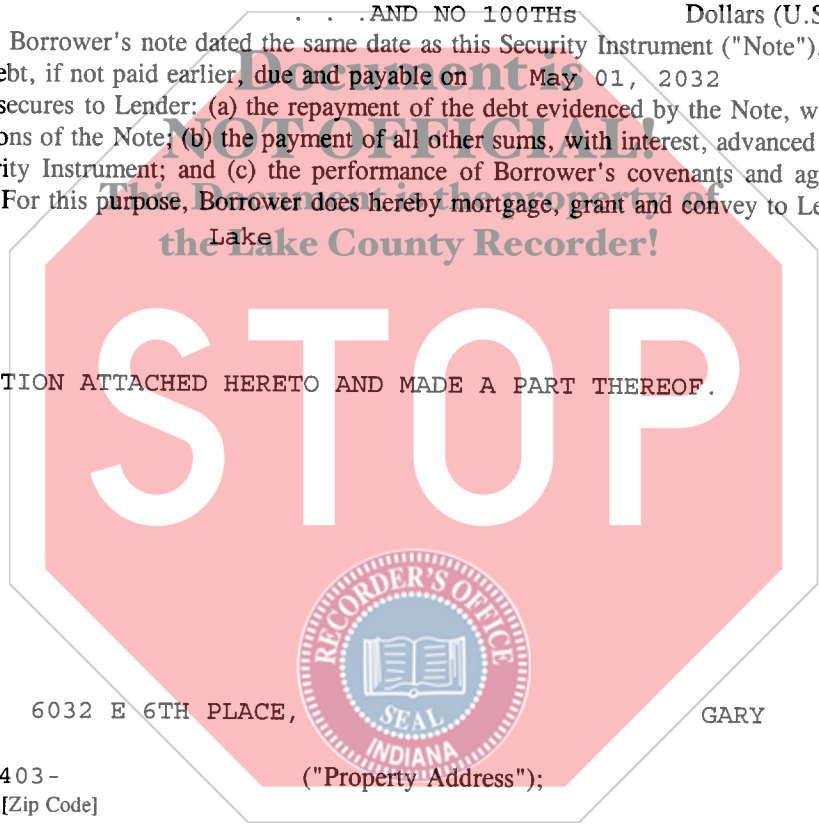 . . .AND NO 100THs Dollars (U.S
Borrower's note dated the same date as this Security Instrument ("Note"),
ebt, if not paid earlier, due and payable on May 01, 2032
secures to Lender: (a) the repayment of the debt evidenced by the Note, w
ons of the Note; (b) the payment of all other sums, with interest, advanced
rity Instrument; and (c) the performance of Borrower's covenants and ag
For this purpose, Borrower does hereby mortgage, grant and convey to Le
Lake
Document is
NOT OFFICIAL!
This Document is the property of
the Lake County Recorder!
TION ATTACHED HERETO AND MADE A PART THEREOF.
STOP
RECORDER'S OFFICE
SEAL
INDIANA
6032 E 6TH PLACE, GARY
403- ("Property Address");
[Zip Code]